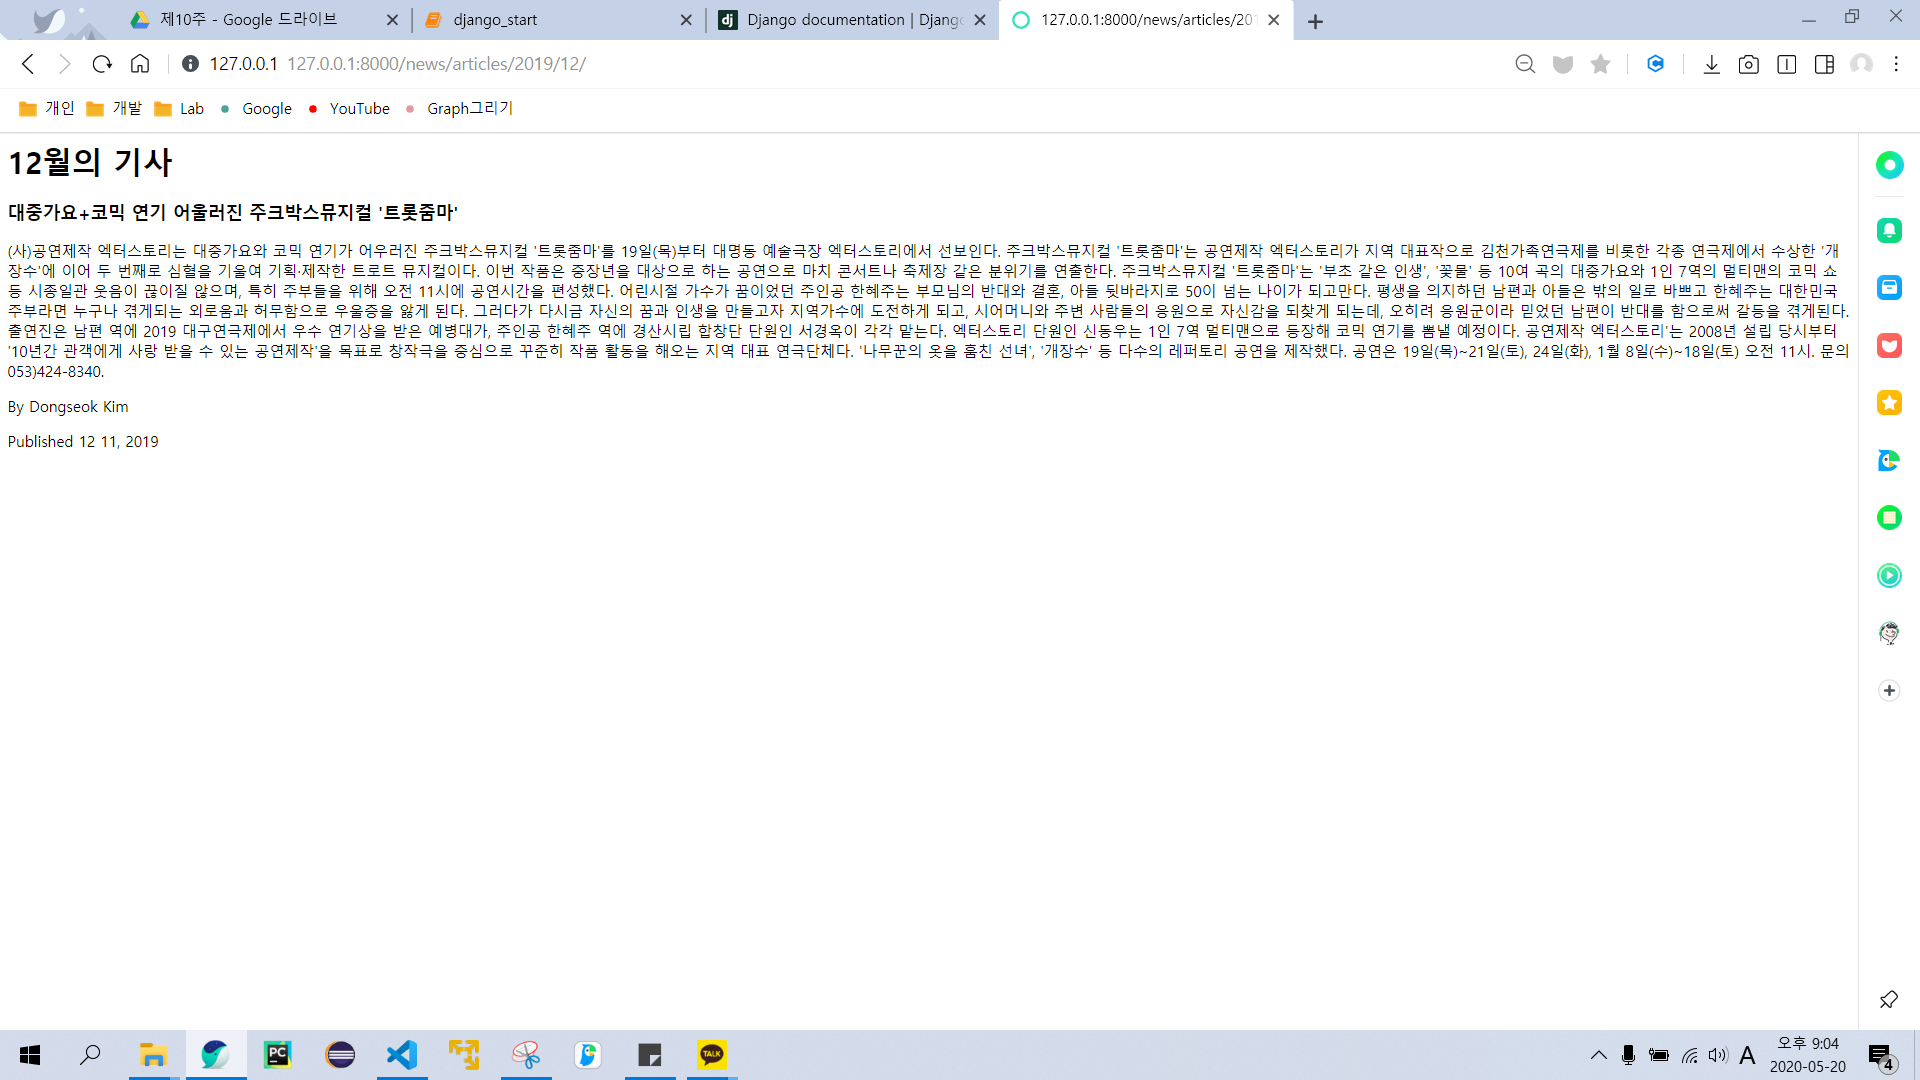 제10주 - Google 드라이브
django_start
Django documentation | Django
127.0.0.1:8000/news/articles/201
127.0.0.1 127.0.0.1:8000/news/articles/2019/12/
개인 개발 Lab Google YouTube Graph그리기
12월의 기사
대중가요+코믹 연기 어울러진 주크박스뮤지컬 '트롯줌마'
(사)공연제작 엑터스토리는 대중가요와 코믹 연기가 어우러진 주크박스뮤지컬 '트롯줌마'를 19일(목)부터 대명동 예술극장 엑터스토리에서 선보인다. 주크박스뮤지컬 '트롯줌마'는 공연제작 엑터스토리가 지역 대표작으로 김천가족연극제를 비롯한 각종 연극제에서 수상한 '개
장수'에 이어 두 번째로 심혈을 기울여 기획·제작한 트로트 뮤지컬이다. 이번 작품은 중장년을 대상으로 하는 공연으로 마치 콘서트나 축제장 같은 분위기를 연출한다. 주크박스뮤지컬 '트롯줌마'는 '부초 같은 인생', '꽃물' 등 10여 곡의 대중가요와 1인 7역의 멀티맨의 코믹 쇼
등 시종일관 웃음이 끊이질 않으며, 특히 주부들을 위해 오전 11시에 공연시간을 편성했다. 어린시절 가수가 꿈이었던 주인공 한혜주는 부모님의 반대와 결혼, 아들 뒷바라지로 50이 넘는 나이가 되고만다. 평생을 의지하던 남편과 아들은 밖의 일로 바쁘고 한혜주는 대한민국
주부라면 누구나 겪게되는 외로움과 허무함으로 우울증을 앓게 된다. 그러다가 다시금 자신의 꿈과 인생을 만들고자 지역가수에 도전하게 되고, 시어머니와 주변 사람들의 응원으로 자신감을 되찾게 되는데, 오히려 응원군이라 믿었던 남편이 반대를 함으로써 갈등을 겪게된다.
출연진은 남편 역에 2019 대구연극제에서 우수 연기상을 받은 예병대가, 주인공 한혜주 역에 경산시립 합창단 단원인 서경옥이 각각 맡는다. 엑터스토리 단원인 신동우는 1인 7역 멀티맨으로 등장해 코믹 연기를 뽐낼 예정이다. 공연제작 엑터스토리'는 2008년 설립 당시부터
'10년간 관객에게 사랑 받을 수 있는 공연제작'을 목표로 창작극을 중심으로 꾸준히 작품 활동을 해오는 지역 대표 연극단체다. '나무꾼의 옷을 훔친 선녀', '개장수' 등 다수의 레퍼토리 공연을 제작했다. 공연은 19일(목)~21일(토), 24일(화), 1월 8일(수)~18일(토) 오전 11시. 문의
053)424-8340.
By Dongseok Kim
Published 12 11, 2019
PC
TALK
A
오후 9:04
2020-05-20
4